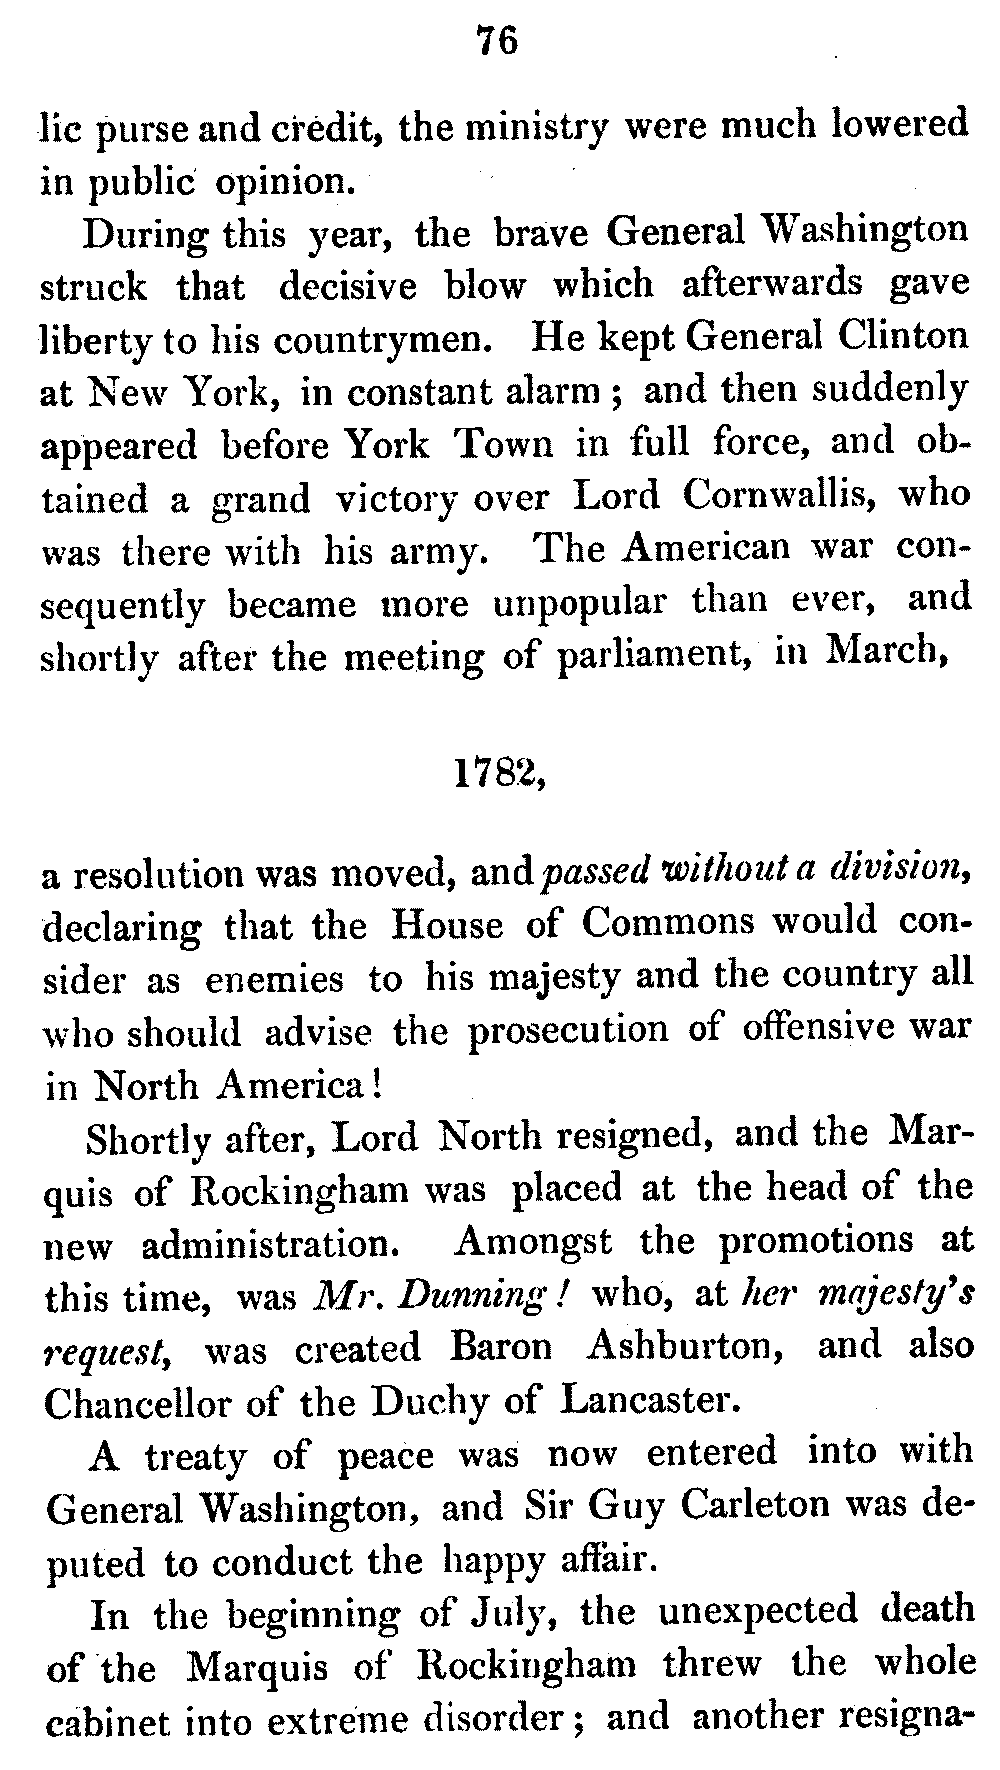 76
lic purse and credit, the ministry were much lowered
in public opinion.
During this year, the brave General Washington
struck that decisive blow which afterwards gave
liberty to his countrymen. He kept General Clinton
at New York, in constant alarm ; and then suddenly
appeared before York Town in full force, and ob-
tained a grand victory over Lord Cornwallis, who
was there with his army. The American war con-
sequently became more unpopular than ever, and
shortly after the meeting of parliament, in March,
1782,
a resolution was moved, and passed without a division,
declaring that the House of Commons would con-
sider as enemies to his majesty and the country all
who should advise the prosecution of offensive war
in North America !
Shortly after, Lord North resigned, and the Mar-
quis of Rockingham was placed at the head of the
new administration. Amongst the promotions at
this time, was Mr. Dunning ! who, at her majesty's
request, was created Baron Ashburton, and also
Chancellor of the Duchy of Lancaster.
A treaty of peace was now entered into with
General Washington, and Sir Guy Carleton was de-
puted to conduct the happy affair.
In the beginning of July, the unexpected death
of the Marquis of Rockingham threw the whole
cabinet into extreme disorder ; and another resigna-